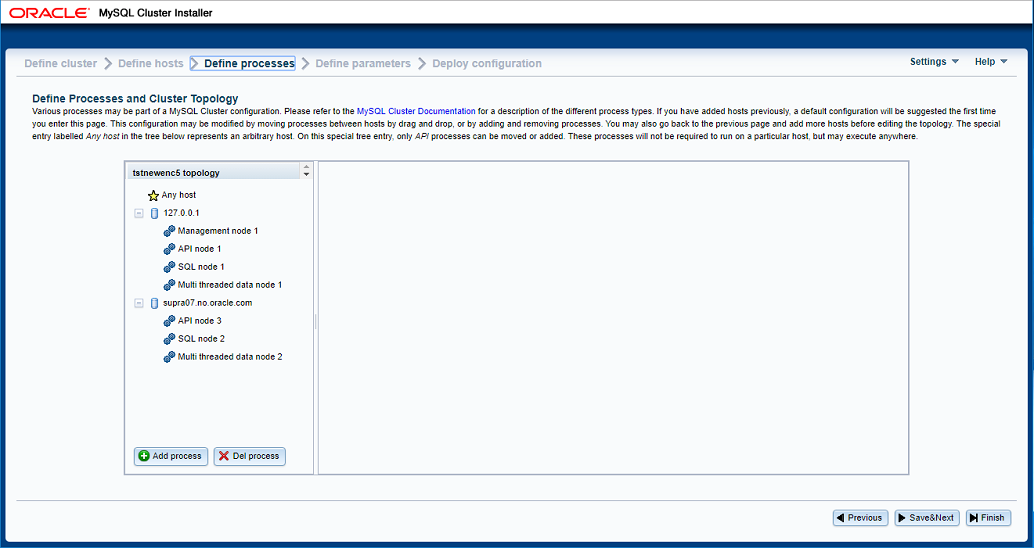 ORACLE® MySQL Cluster Installer
Define cluster Define hosts Define processes Define parameters Deploy configuration Settings Help
Define Processes and Cluster Topology
Various processes may be part of a MySQL Cluster configuration. Please refer to the MySQL Cluster Documentation for a description of the different process types. If you have added hosts previously, a default configuration will be suggested the first time
you enter this page. This configuration may be modified by moving processes between hosts by drag and drop, or by adding and removing processes. You may also go back to the previous page and add more hosts before editing the topology. The special
entry labelled Any host in the tree below represents an arbitrary host. On this special tree entry, only API processes can be moved or added. These processes will not be required to run on a particular host, but may execute anywhere.
tstnewenc5 topology
Any host
127.0.0.1
Management node 1
API node 1
SQL node 1
Multi threaded data node 1
supra07.no.oracle.com
API node 3
SQL node 2
Multi threaded data node 2
Add process Del process
Previous Save&Next Finish